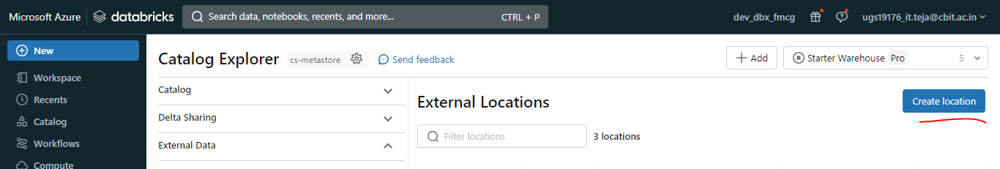 Microsoft Azure databricks Search data, notebooks, recents, and more... CTRL + P dev_dbx_fmcg ugs19176_it.teja@cbit.ac.in
New
Workspace
Recents
Catalog
Workflows
Compute
Catalog Explorer cs-metastore Send feedback Add Starter Warehouse Pro S
Catalog
Delta Sharing
External Data
External Locations Create location
Filter locations 3 locations